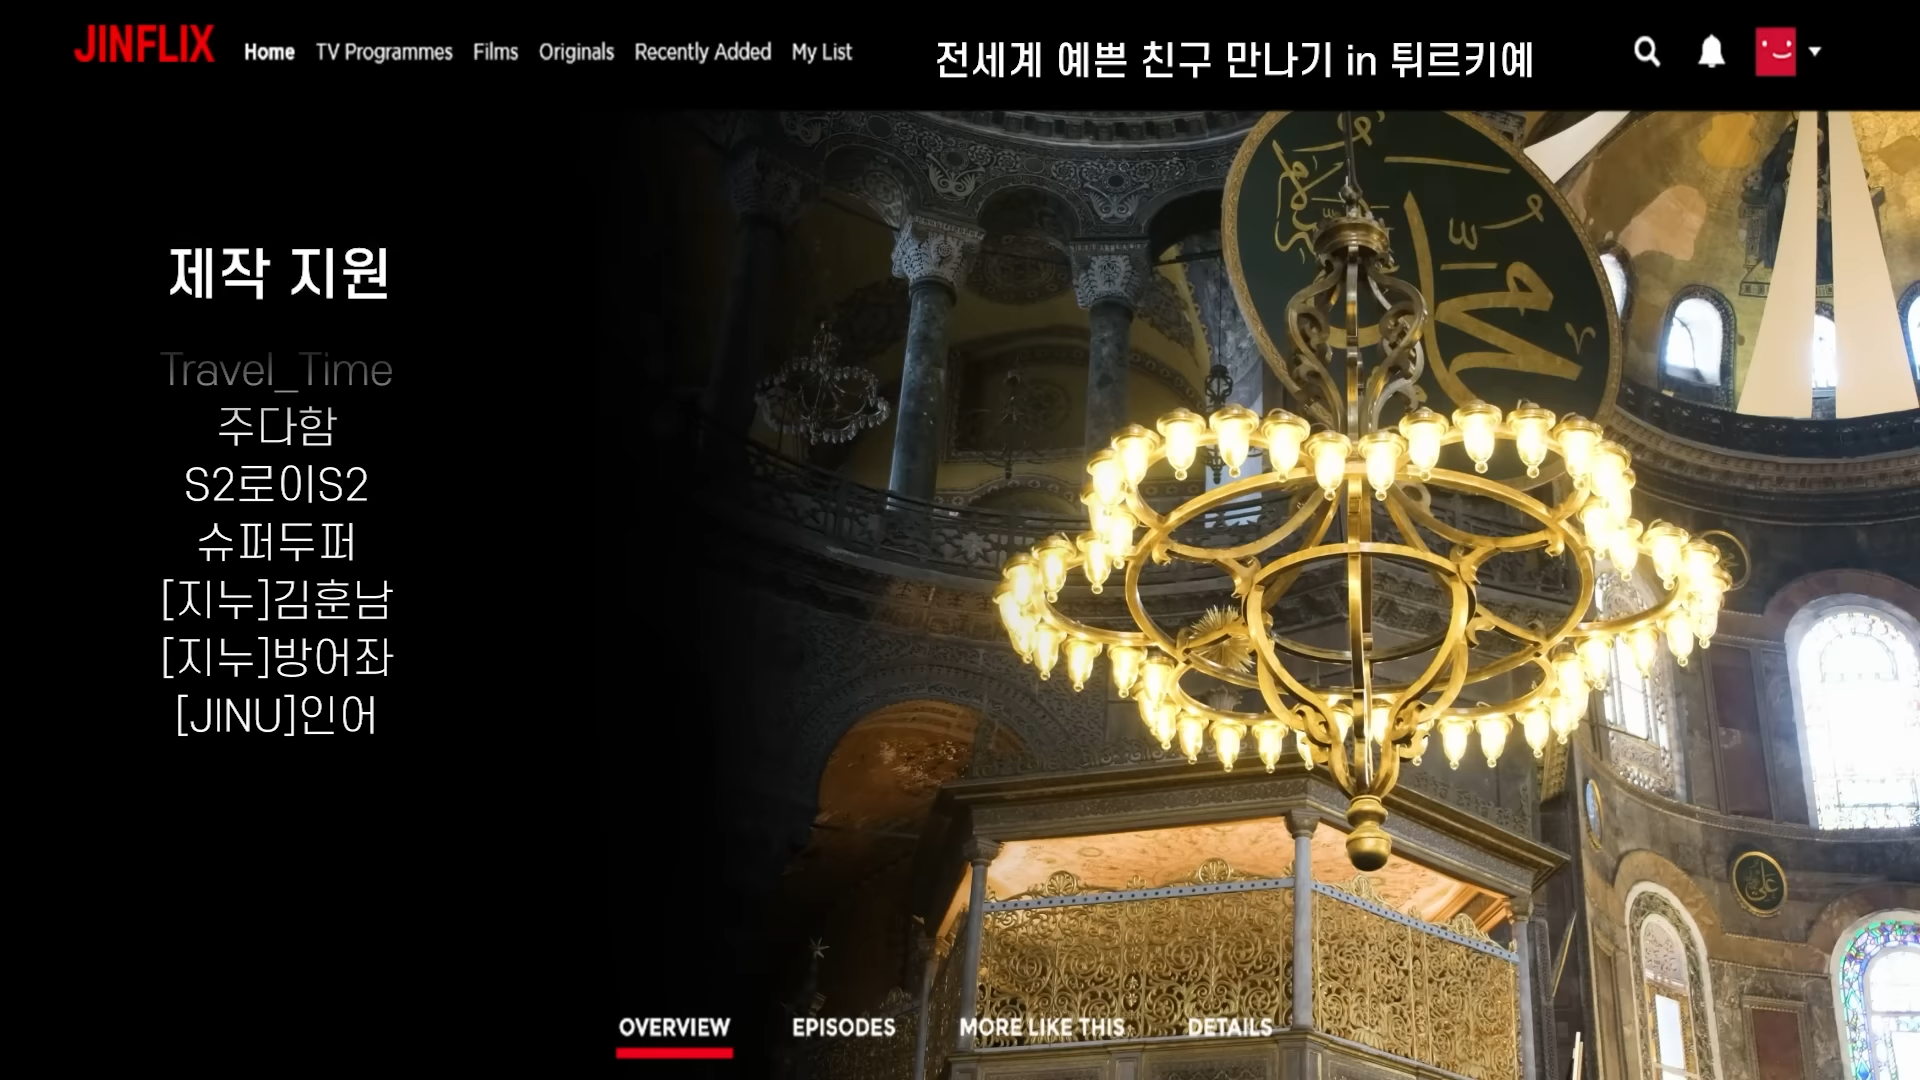 JINFLIX Home TV Programmes Films Originals Recently Added My List 전세계 예쁜 친구 만나기 in 튀르키예
제작 지원
Travel_Time
주다함
S2로이S2
슈퍼두퍼
[지누]김훈남
[지누]방어좌
[JINU]인어
OVERVIEW EPISODES MORE LIKE THIS DETAILS